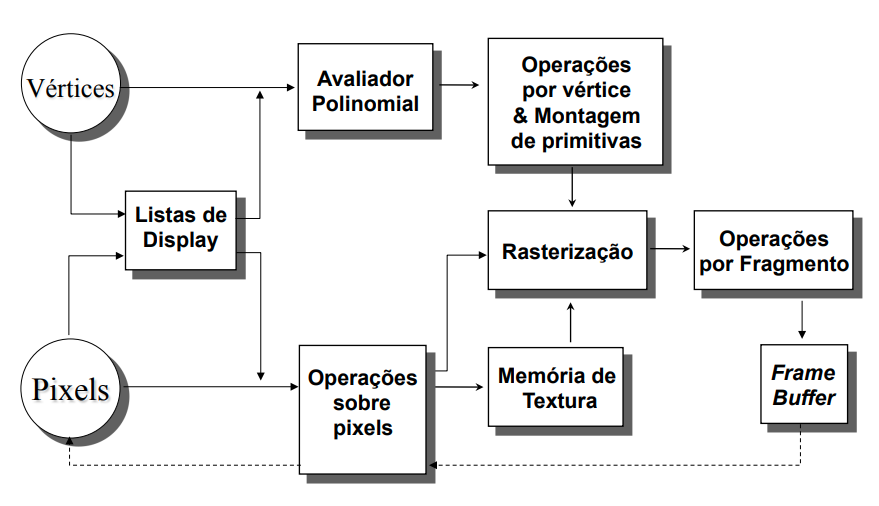 Vértices
Avaliador
Polinomial
Operações
por vértice
& Montagem
de primitivas
Listas de
Display
Rasterização
Operações
por Fragmento
Pixels
Operações
sobre
pixels
Memória de
Textura
Frame
Buffer